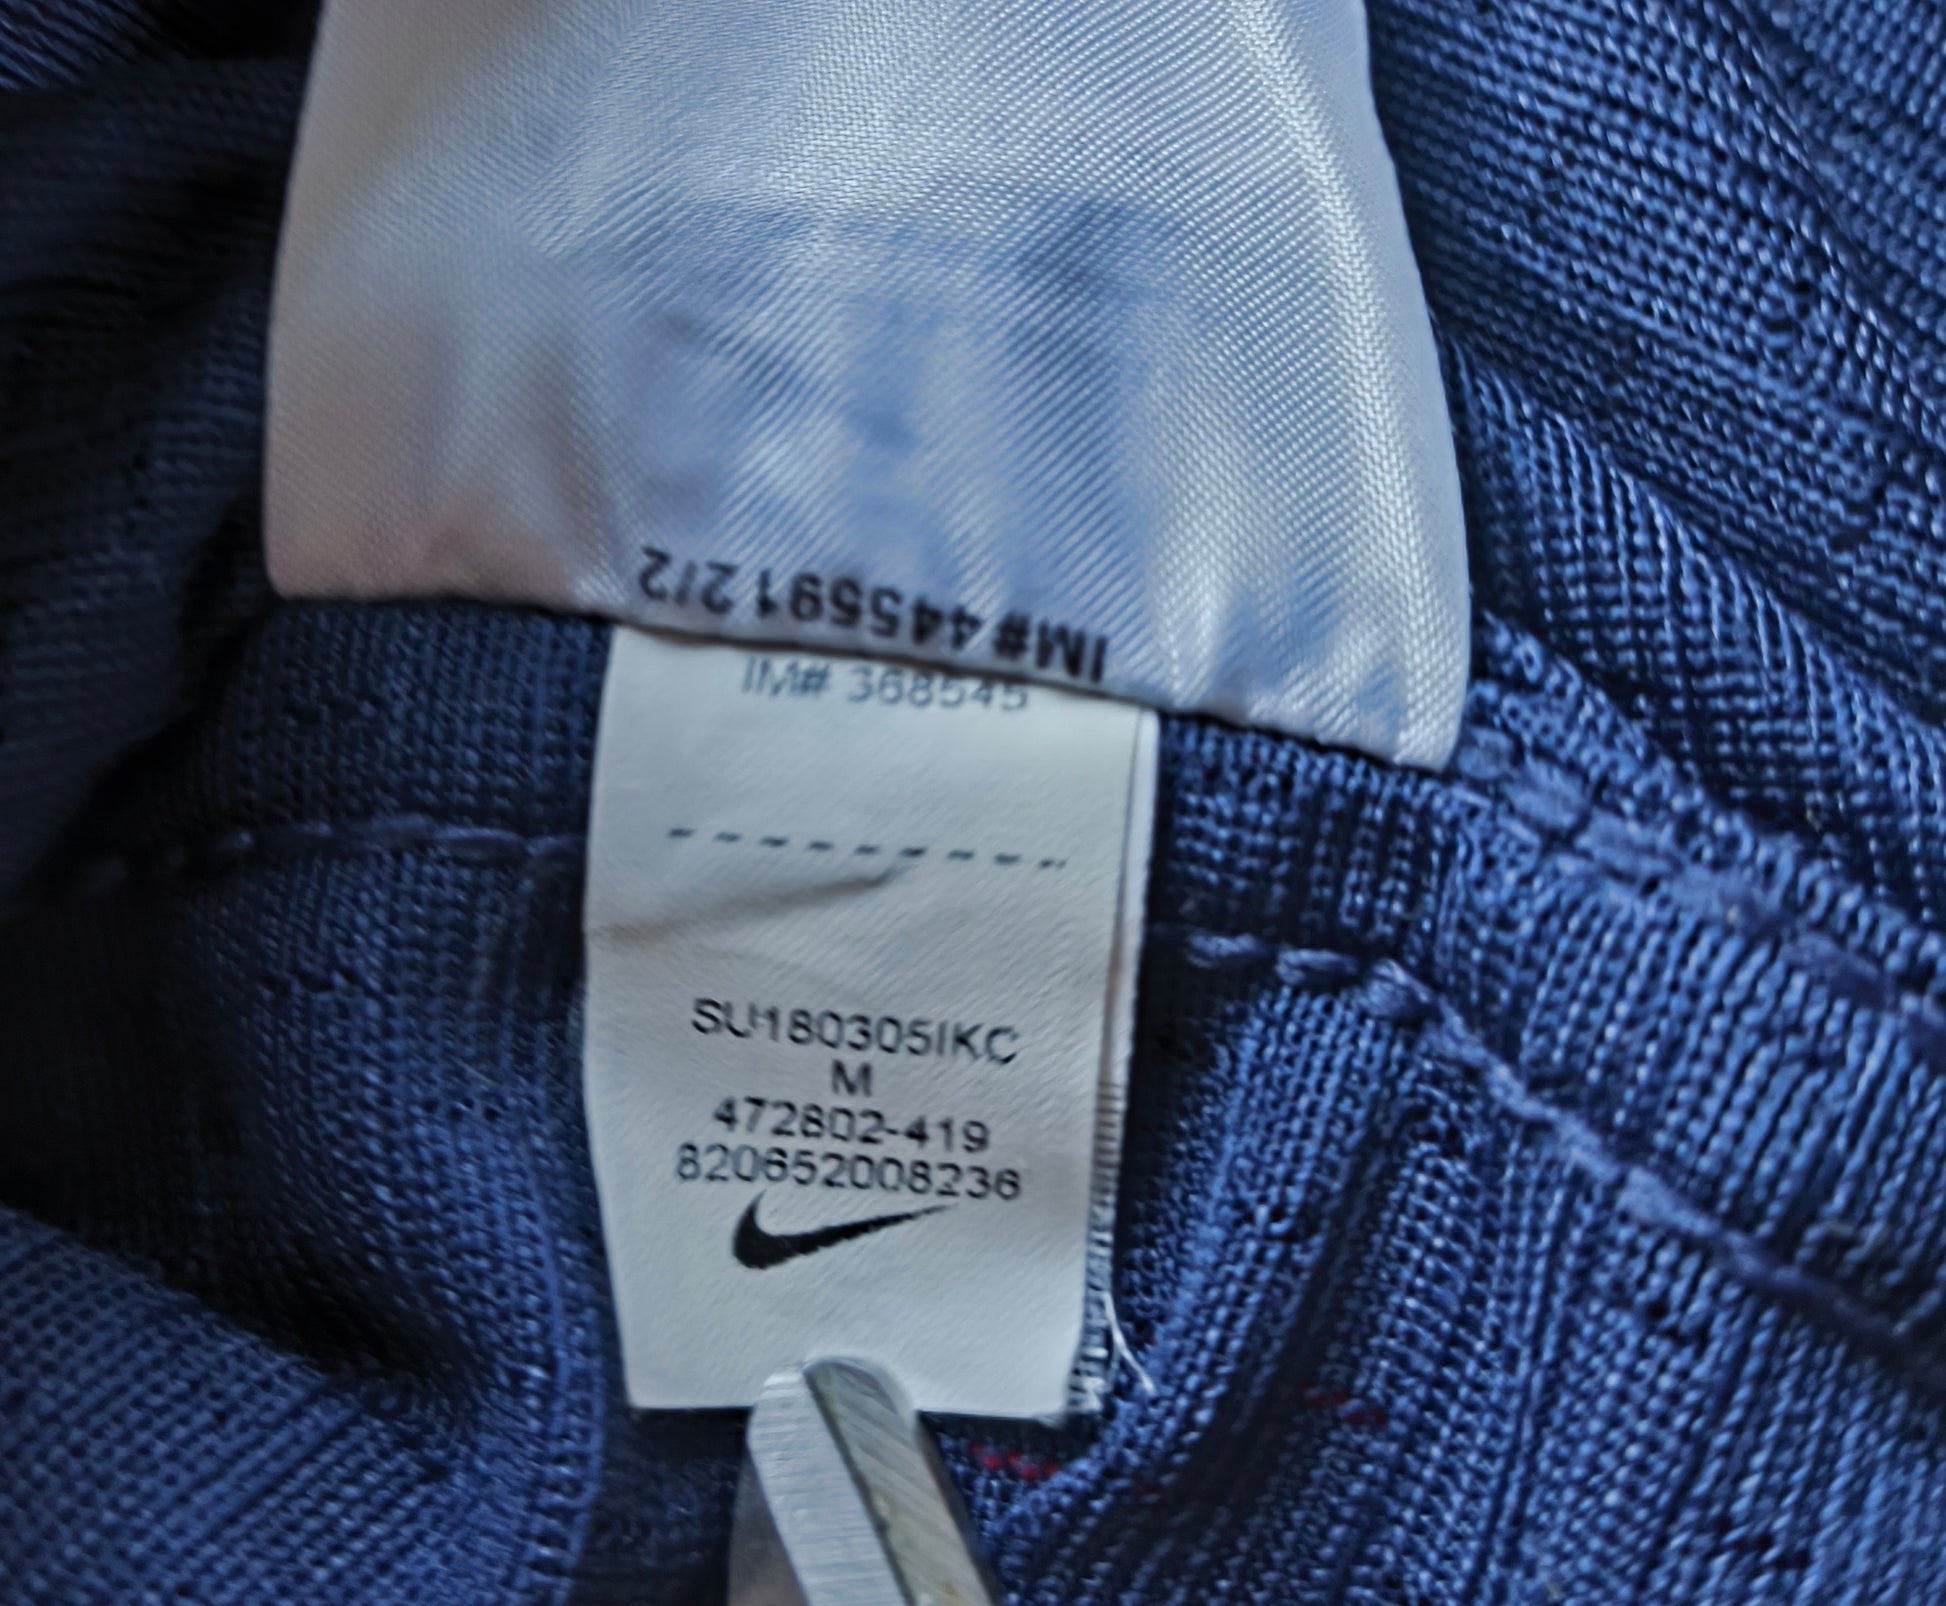 IM# 445591 2/2
IM# 368545
SU180305IKC
M
472802-419
820652008236